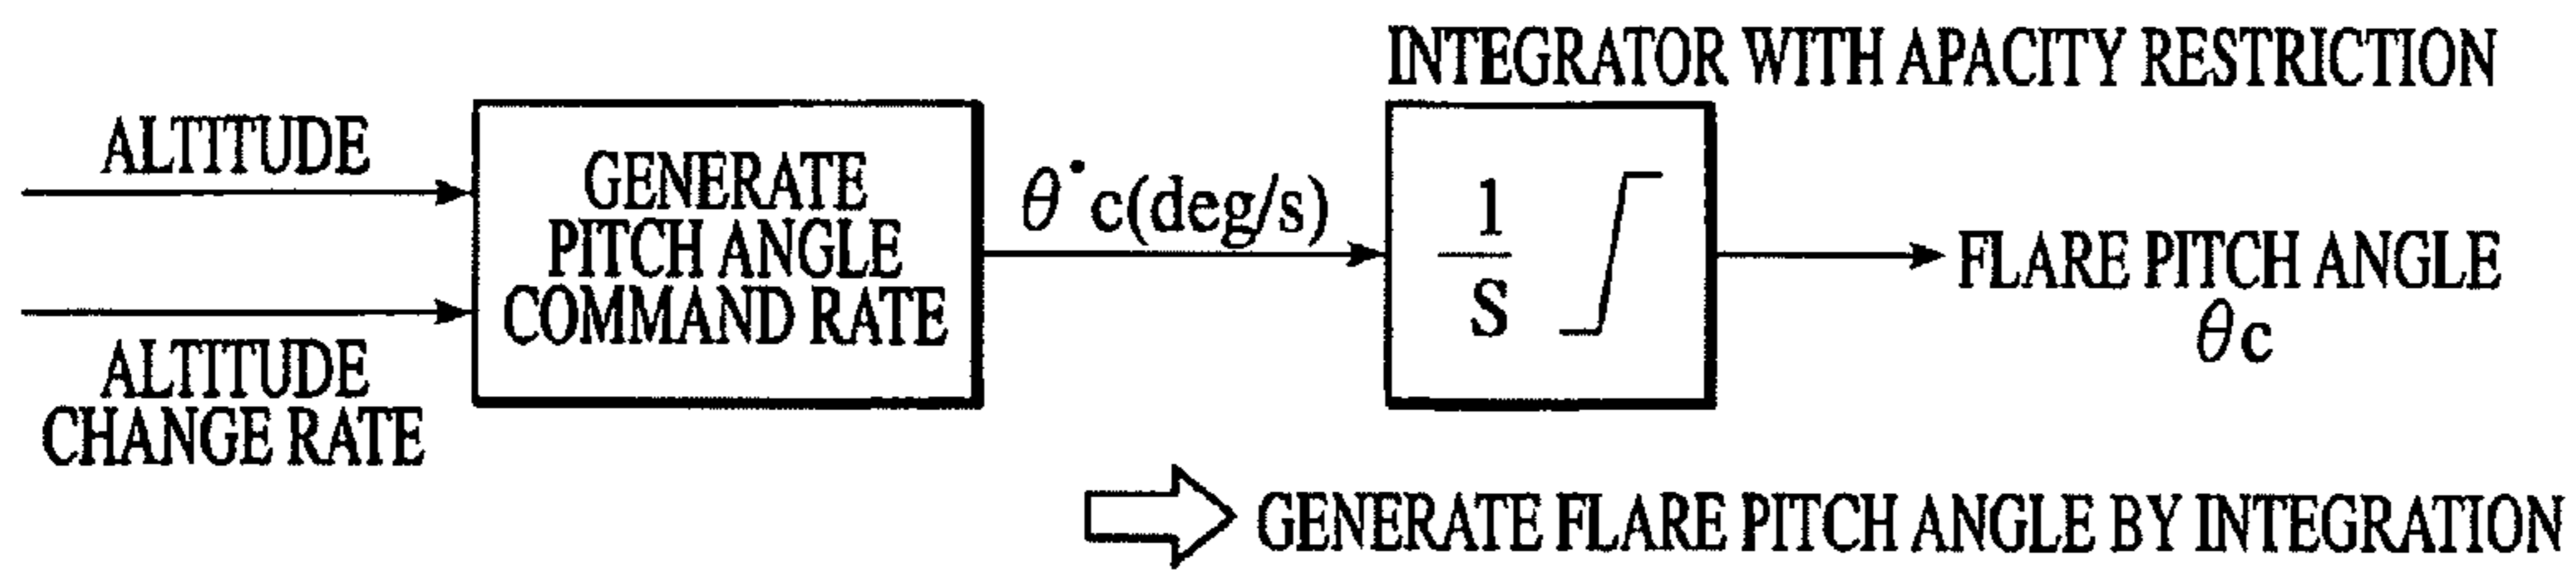 INTEGRATOR WITH APACITY RESTRICTION
ALTITUDE
GENERATE
PITCH ANGLE
COMMAND RATE
θ˙c(deg/s)
1
S
FLARE PITCH ANGLE
θc
ALTITUDE
CHANGE RATE
GENERATE FLARE PITCH ANGLE BY INTEGRATION